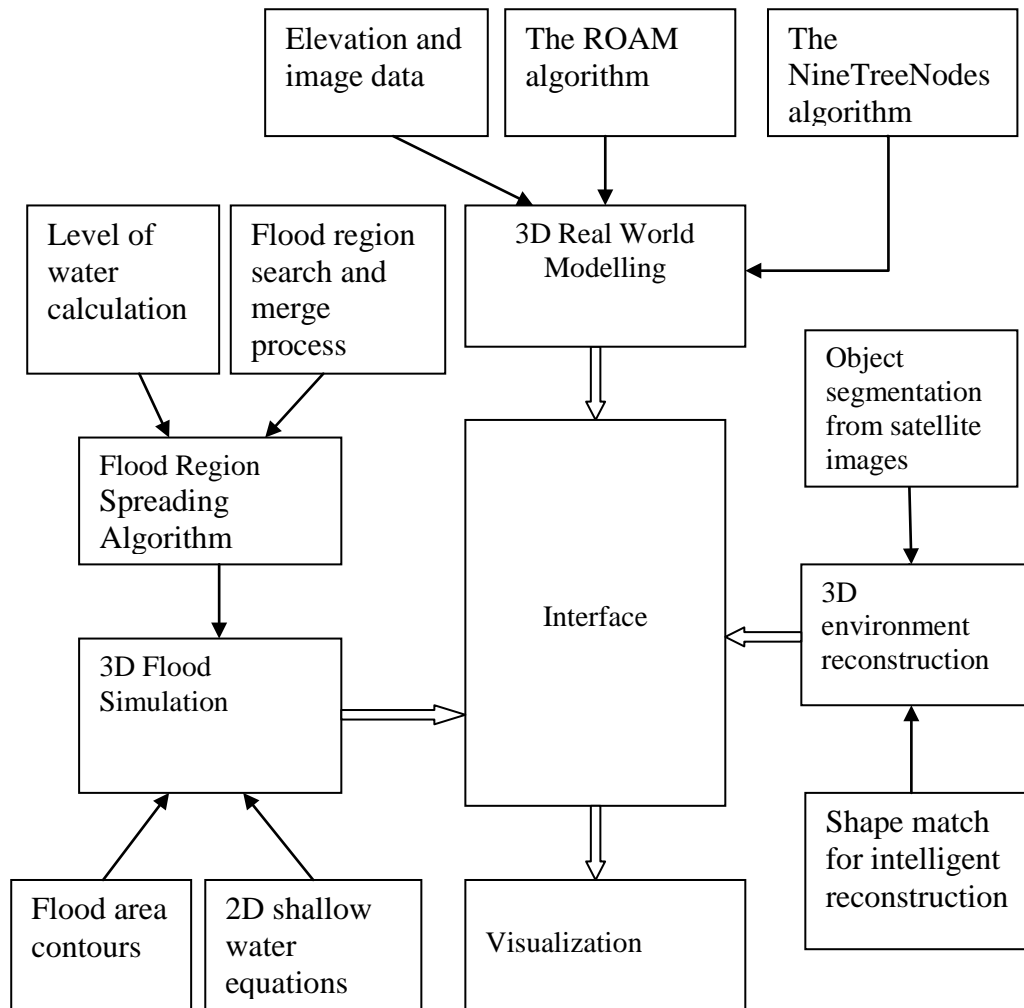 Elevation and
image data
The ROAM
algorithm
The
NineTreeNodes
algorithm
Level of
water
calculation
Flood region
search and
merge
process
3D Real World
Modelling
Object
segmentation
from satellite
images
Flood Region
Spreading
Algorithm
Interface
3D
environment
reconstruction
3D Flood
Simulation
Shape match
for intelligent
reconstruction
Flood area
contours
2D shallow
water
equations
Visualization